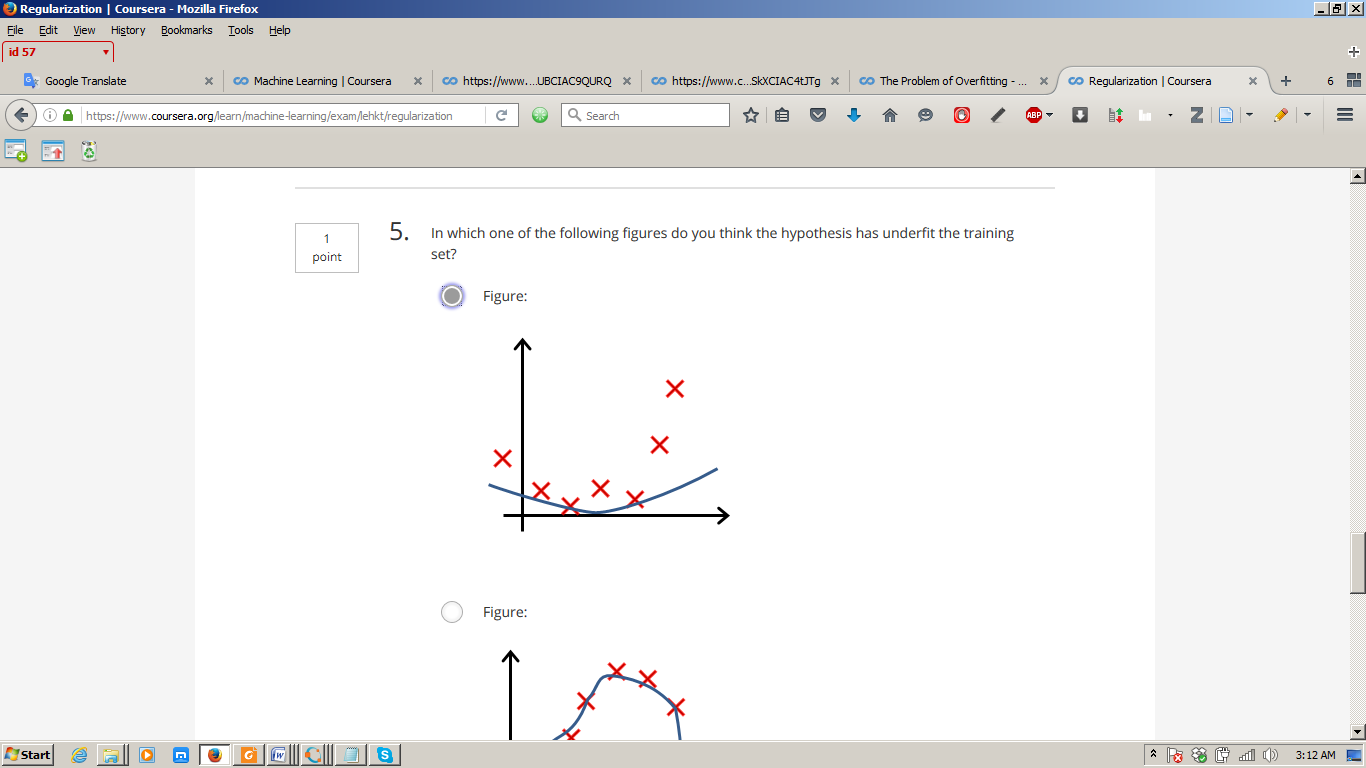 Regularization | Coursera - Mozilla Firefox
File Edit View History Bookmarks Tools Help
id 57
Google Translate
Machine Learning | Coursera
https://www....UBCIAC9QURQ
https://www.c...SkXCIAC4tJTg
The Problem of Overfitting - ...
Regularization | Coursera
6
https://www.coursera.org/learn/machine-learning/exam/lehkt/regularization
Search
ABP
Z
1
point
5.
In which one of the following figures do you think the hypothesis has underfit the training
set?
Figure:
Figure:
Start
3:12 AM